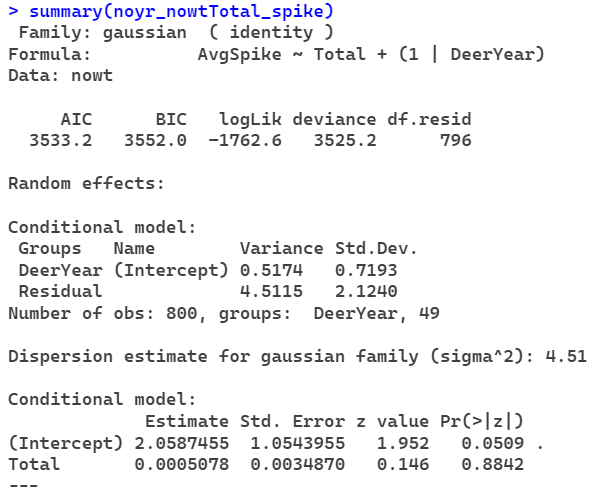 > summary(noyr_nowtTotal_spike)
 Family: gaussian  ( identity )
Formula:          AvgSpike ~ Total + (1 | DeerYear)
Data: nowt

     AIC      BIC   logLik deviance df.resid
  3533.2   3552.0  -1762.6   3525.2      796

Random effects:

Conditional model:
 Groups   Name        Variance Std.Dev.
 DeerYear (Intercept) 0.5174   0.7193
 Residual             4.5115   2.1240
Number of obs: 800, groups:  DeerYear, 49

Dispersion estimate for gaussian family (sigma^2): 4.51

Conditional model:
             Estimate Std. Error z value Pr(>|z|)
(Intercept) 2.0587455  1.0543955   1.952   0.0509 .
Total       0.0005078  0.0034870   0.146   0.8842
---